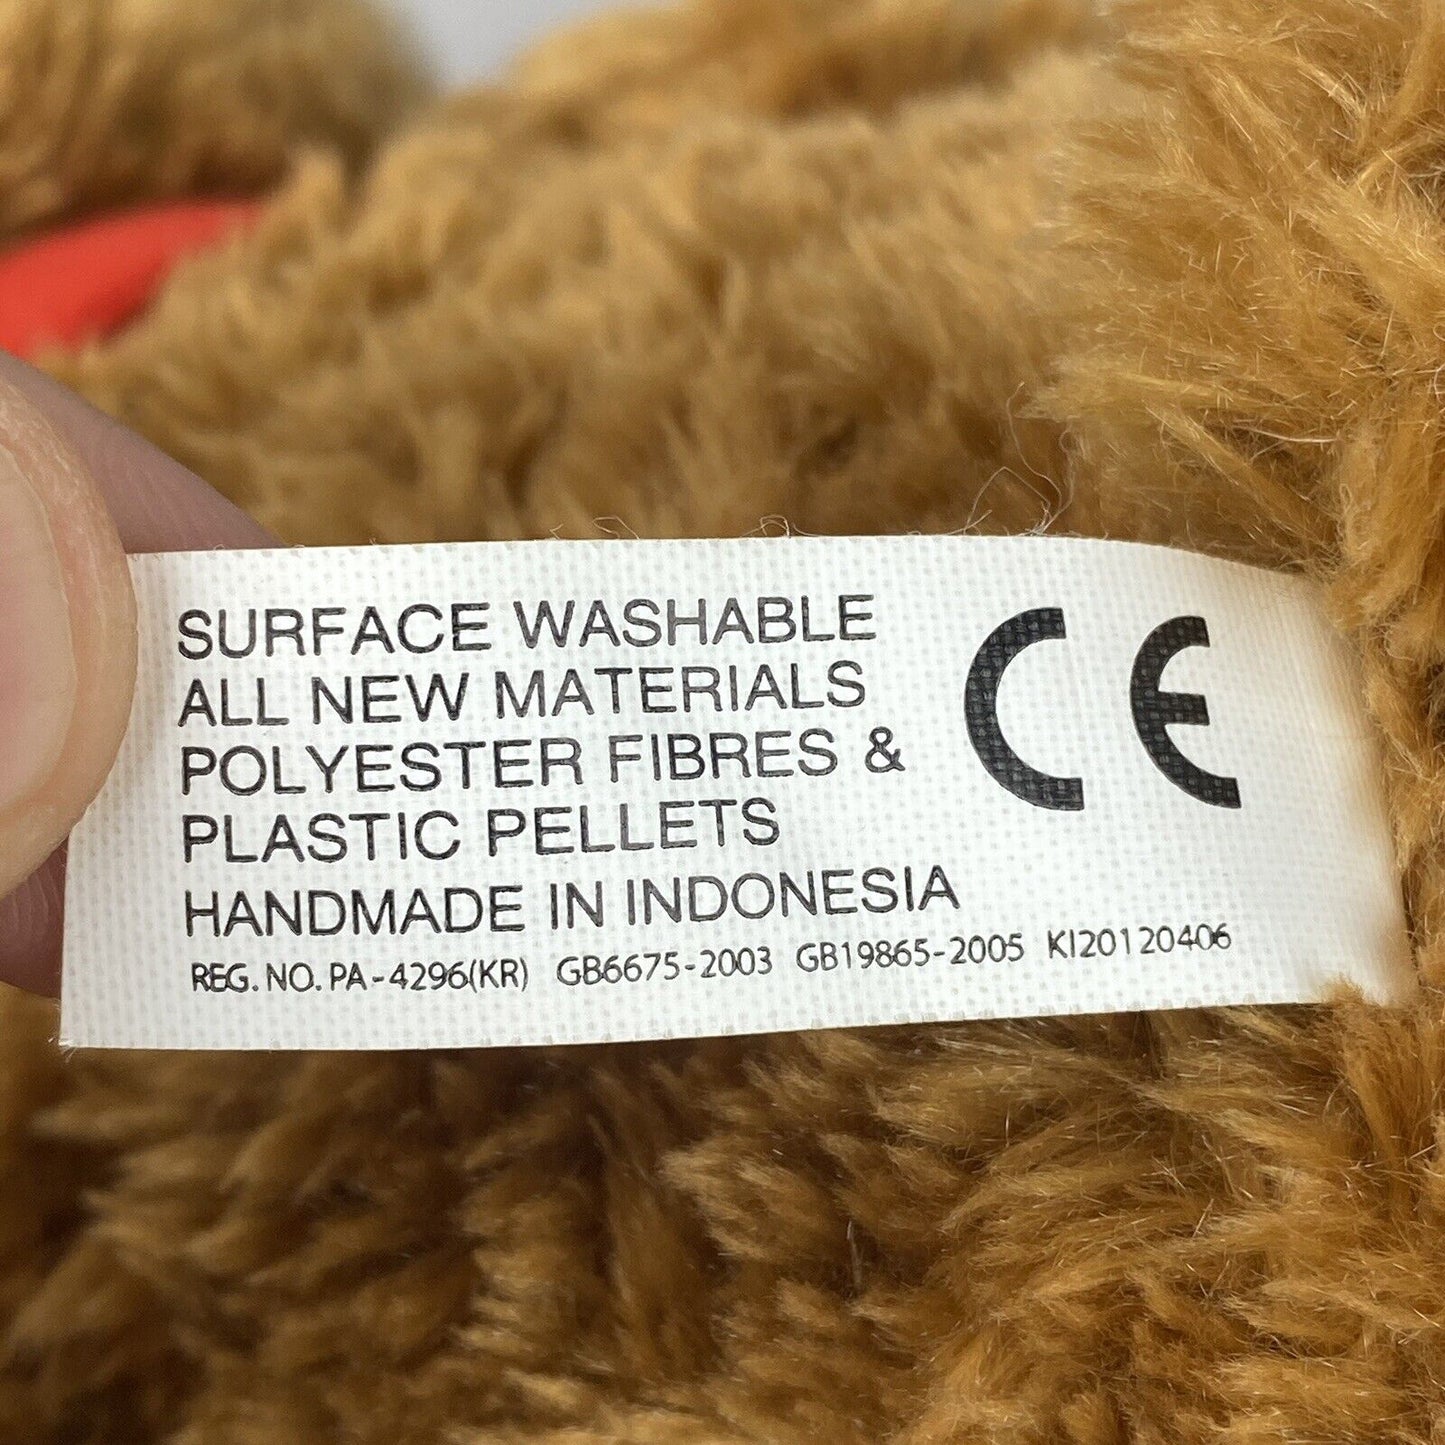 SURFACE WASHABLE
ALL NEW MATERIALS
POLYESTER FIBRES &
PLASTIC PELLETS
HANDMADE IN INDONESIA
REG. NO. PA-4296(KR) GB6675-2003 GB19865-2005 KI20120406
CE